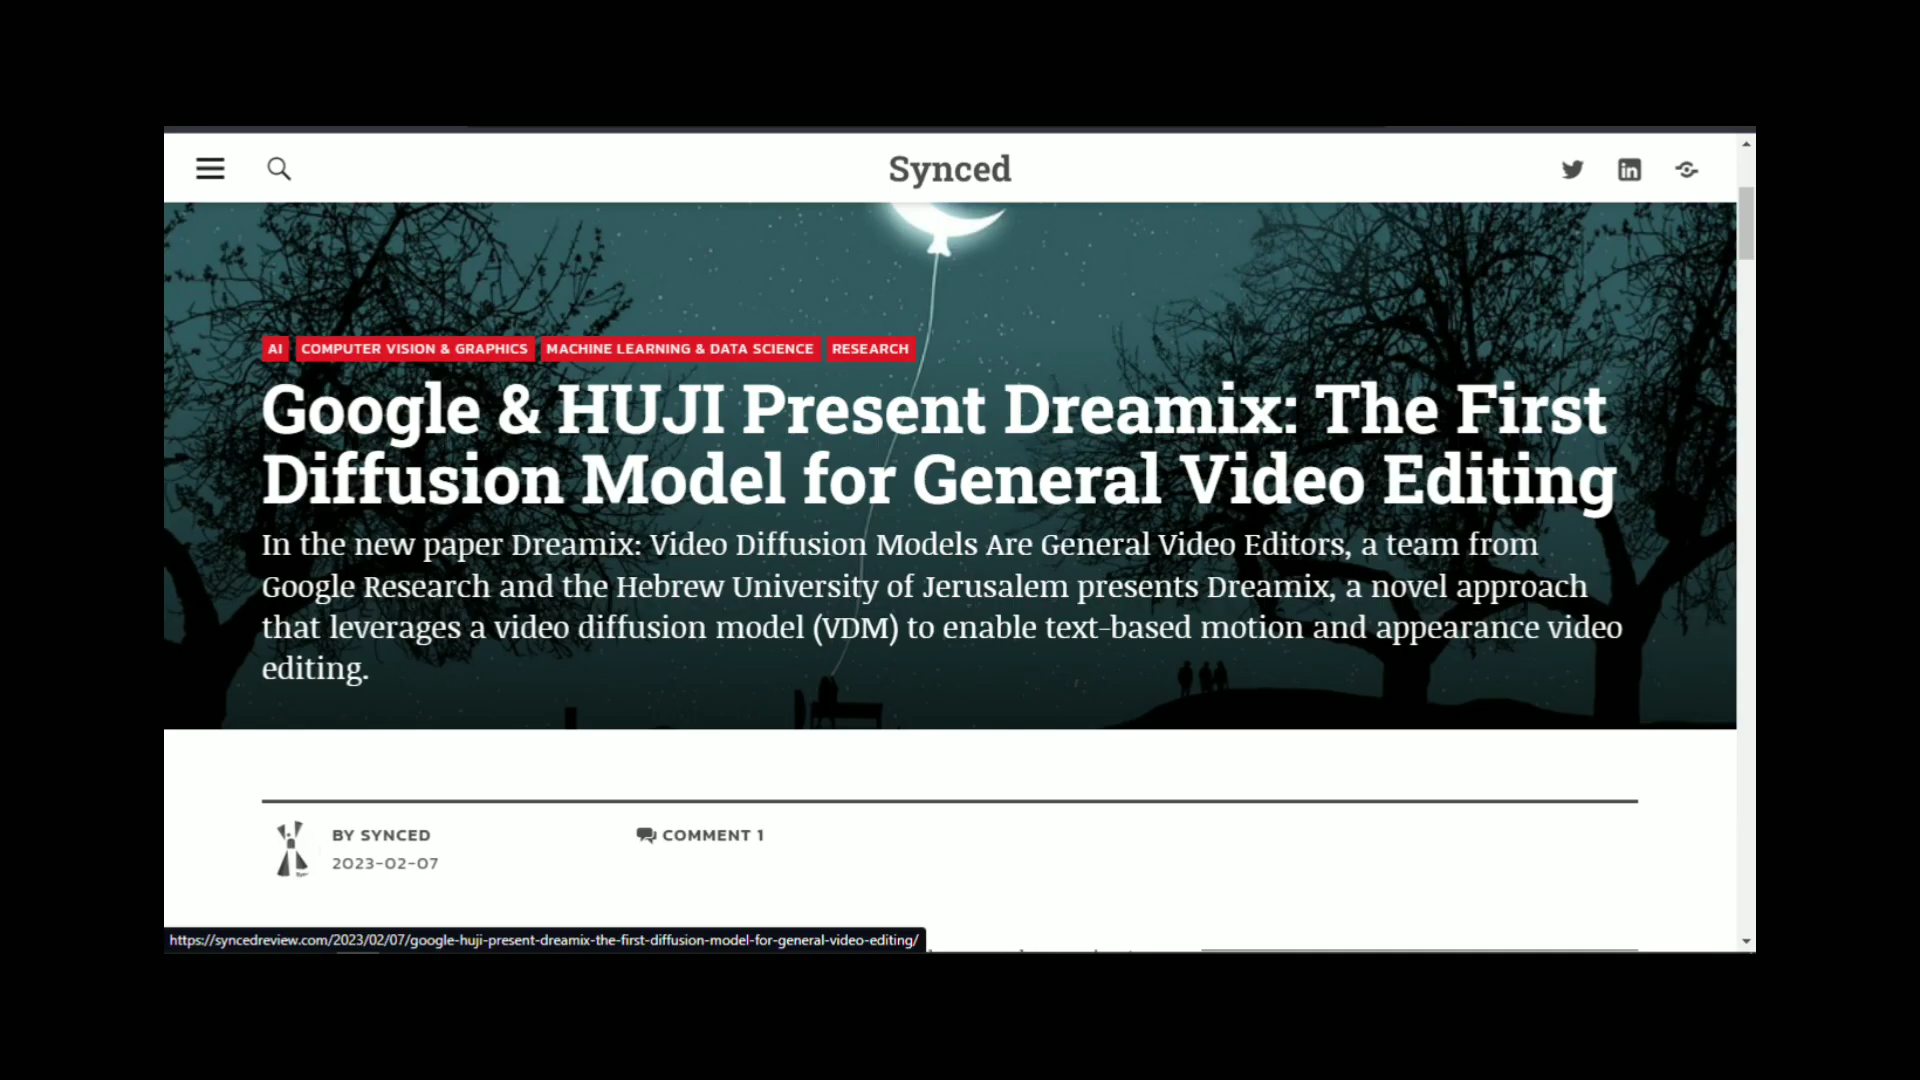 Synced
AI COMPUTER VISION & GRAPHICS MACHINE LEARNING & DATA SCIENCE RESEARCH
Google & HUJI Present Dreamix: The First
Diffusion Model for General Video Editing
In the new paper Dreamix: Video Diffusion Models Are General Video Editors, a team from
Google Research and the Hebrew University of Jerusalem presents Dreamix, a novel approach
that leverages a video diffusion model (VDM) to enable text-based motion and appearance video
editing.
BY SYNCED
COMMENT 1
2023-02-07
https://syncedreview.com/2023/02/07/google-huji-present-dreamix-the-first-diffusion-model-for-general-video-editing/